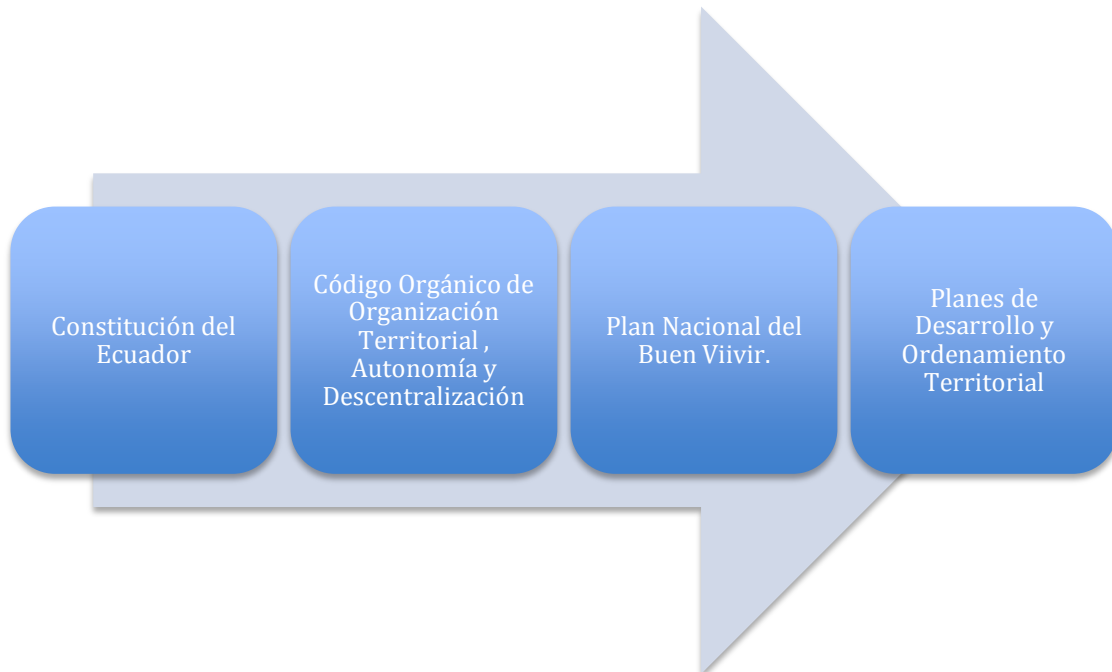 Constitución del
Ecuador
Código Orgánico de
Organización
Territorial ,
Autonomía y
Descentralización
Plan Nacional del
Buen Viivir.
Planes de
Desarrollo y
Ordenamiento
Territorial